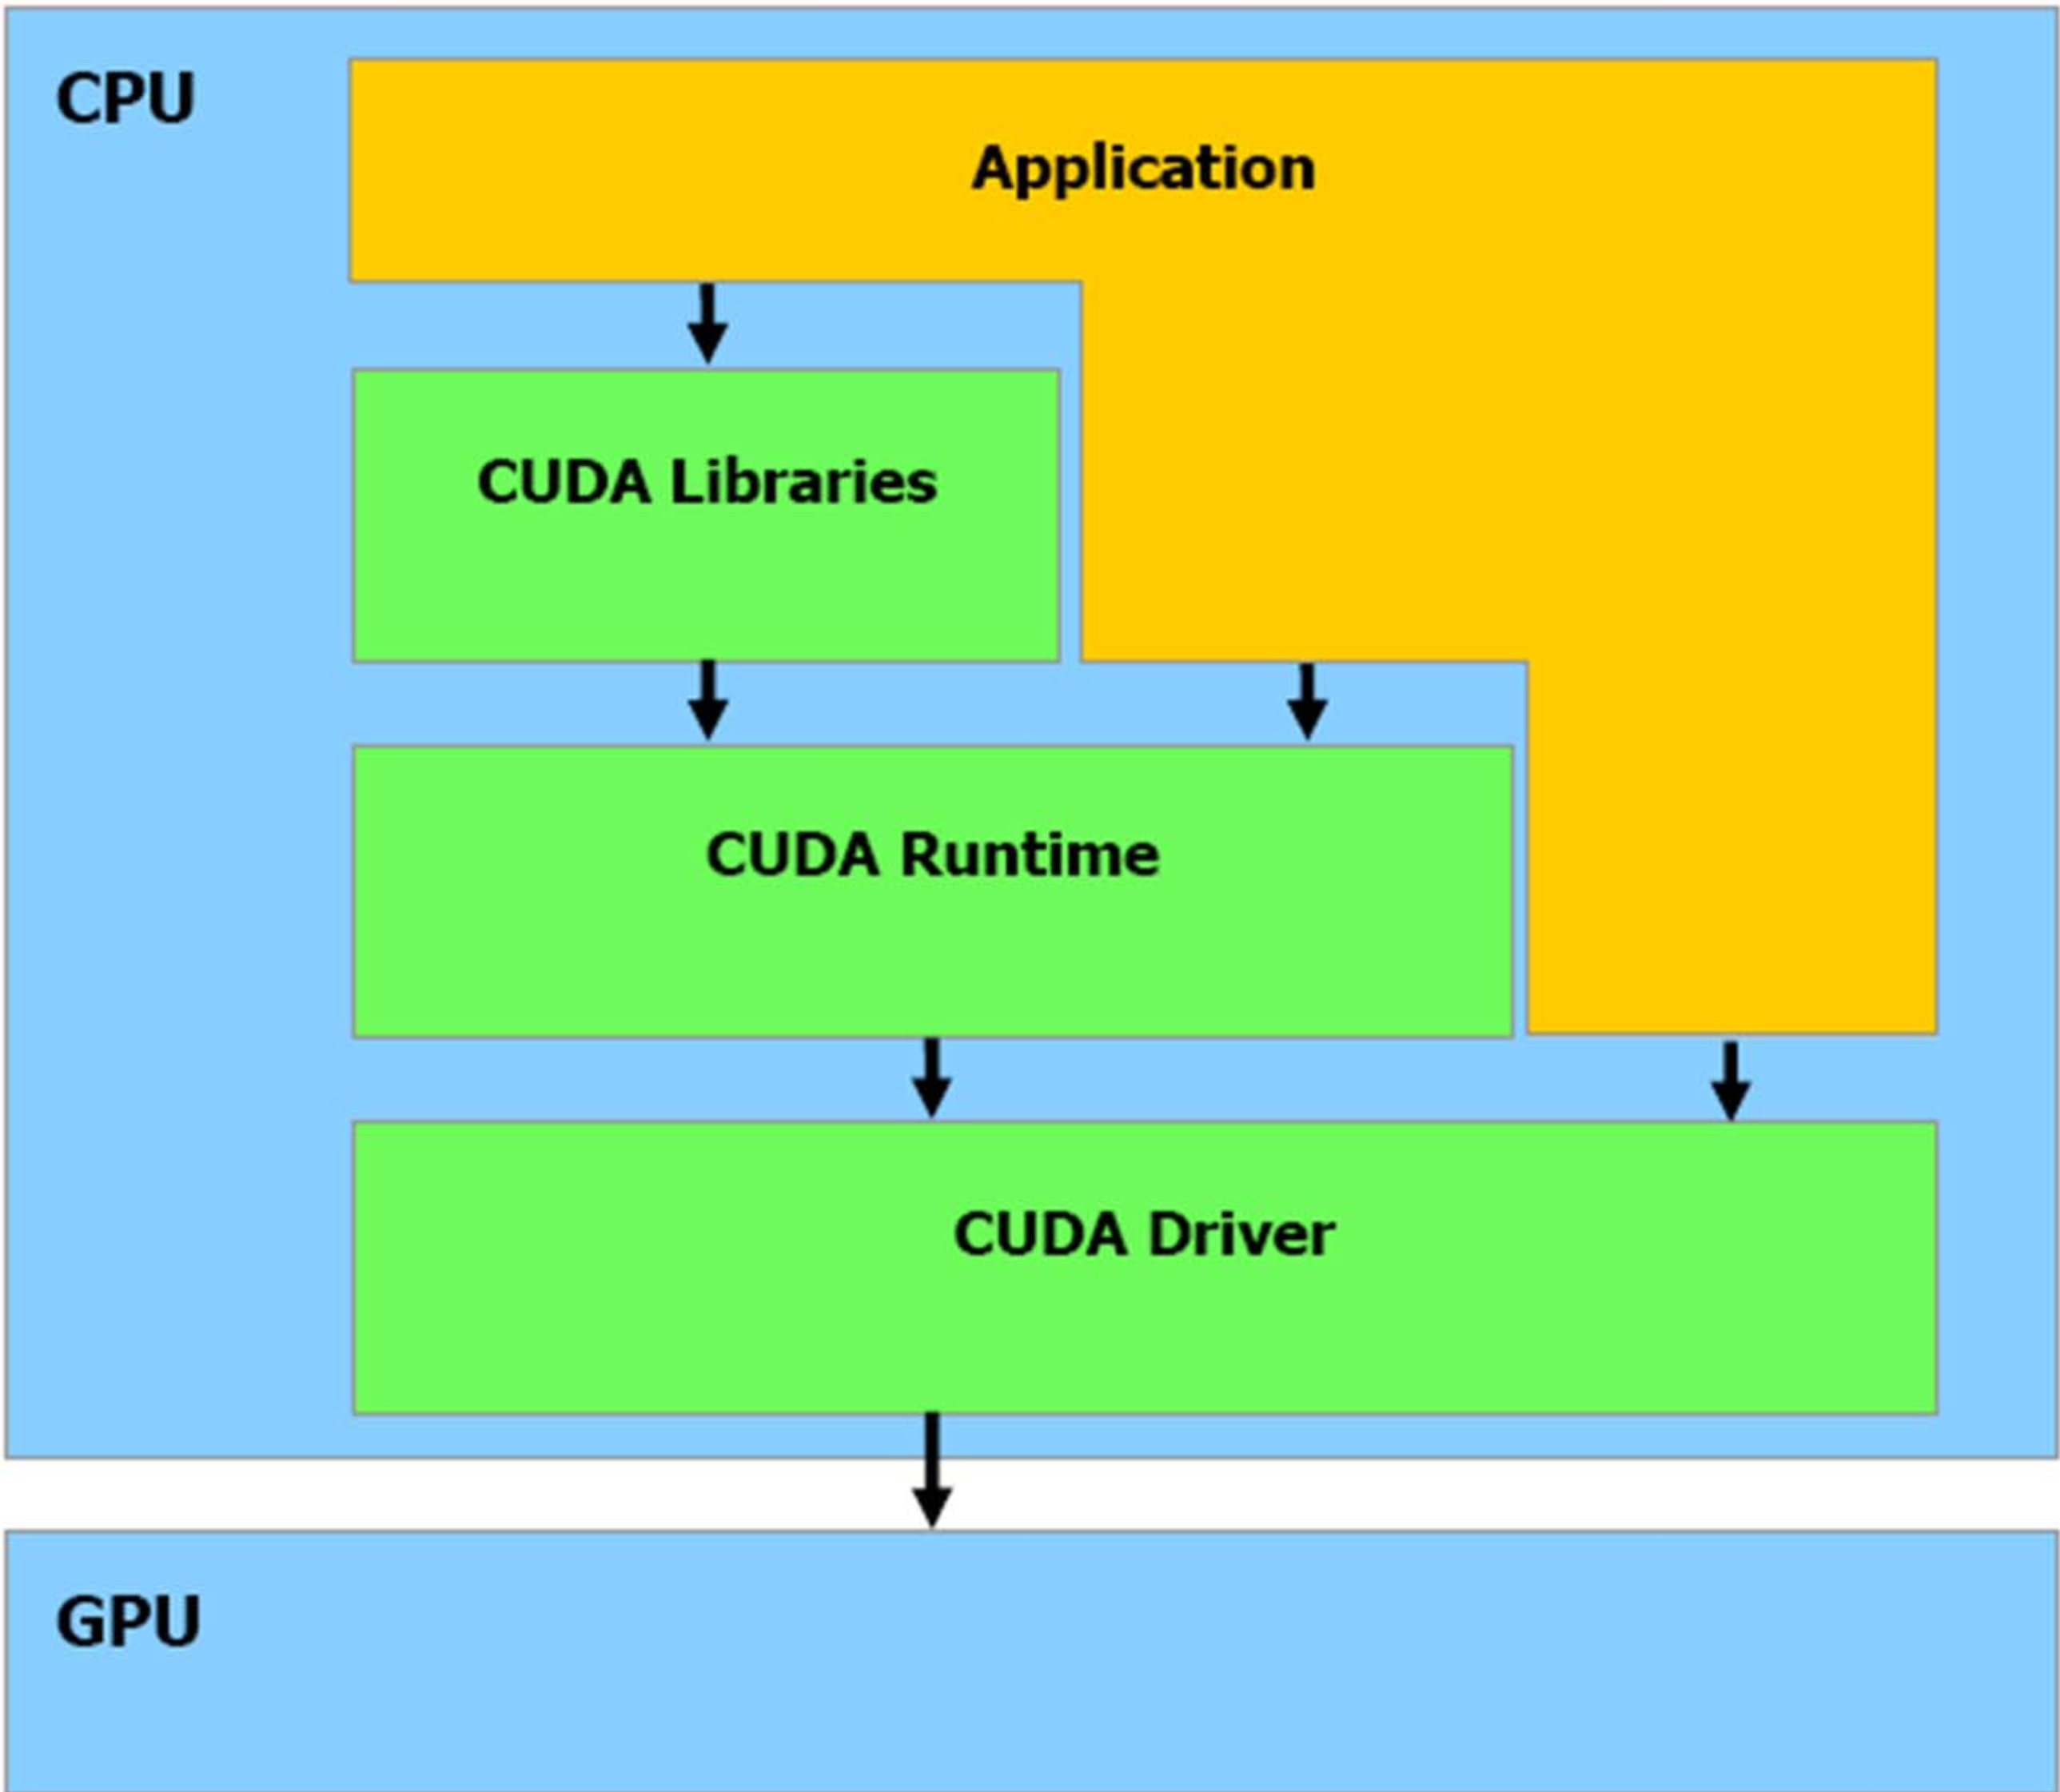 CPU
Application
CUDA Libraries
CUDA Runtime
CUDA Driver
GPU